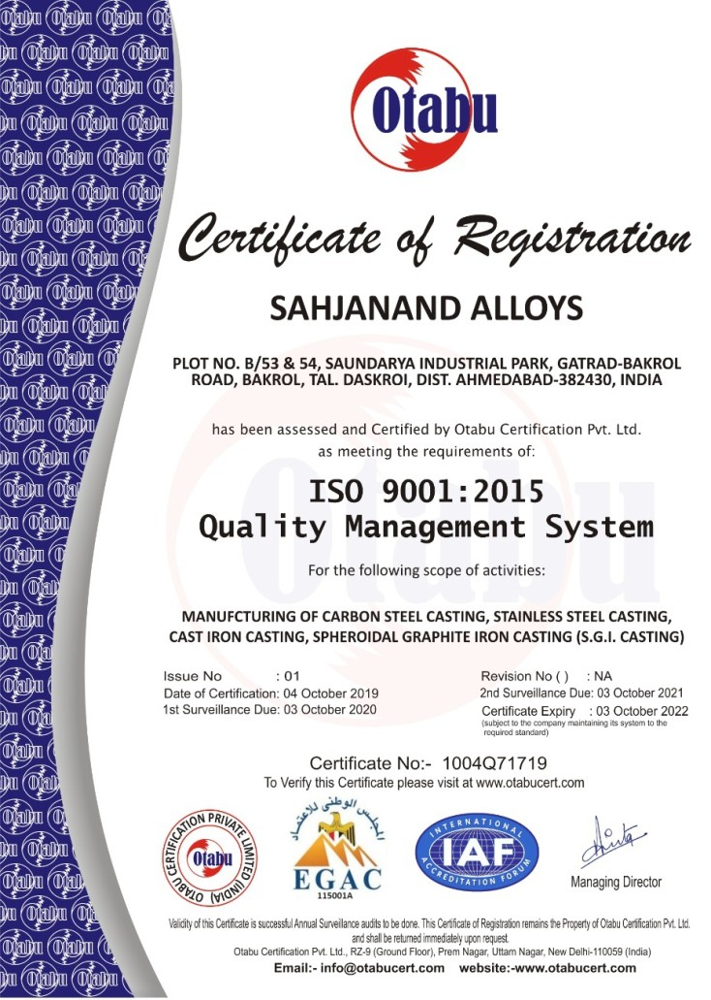 Otabu
Certificate of Registration
SAHJANAND ALLOYS
PLOT NO. B/53 & 54, SAUNDARYA INDUSTRIAL PARK, GATRAD-BAKROL
ROAD, BAKROL, TAL. DASKROI, DIST. AHMEDABAD-382430, INDIA
has been assessed and Certified by Otabu Certification Pvt. Ltd.
as meeting the requirements of:
ISO 9001:2015
Quality Management System
For the following scope of activities:
MANUFCTURING OF CARBON STEEL CASTING, STAINLESS STEEL CASTING,
CAST IRON CASTING, SPHEROIDAL GRAPHITE IRON CASTING (S.G.I. CASTING)
Issue No : 01
Date of Certification: 04 October 2019
1st Surveillance Due: 03 October 2020
Revision No ( ) : NA
2nd Surveillance Due: 03 October 2021
Certificate Expiry : 03 October 2022
(subject to the company maintaining its system to the
required standard)
Certificate No:- 1004Q71719
To Verify this Certificate please visit at www.otabucert.com
OTABU CERTIFICATION PRIVATE LIMITED (INDIA)
Otabu
المجلس الوطنى للاعتماد
EGAC
115001A
INTERNATIONAL
IAF
ACCREDITATION FORUM
Managing Director
Validity of this Certificate is successful Annual Surveillance audits to be done. This Certificate of Registration remains the Property of Otabu Certification Pvt. Ltd.
and shall be returned immediately upon request.
Otabu Certification Pvt. Ltd., RZ-9 (Ground Floor), Prem Nagar, Uttam Nagar, New Delhi-110059 (India)
Email:- info@otabucert.com website:-www.otabucert.com